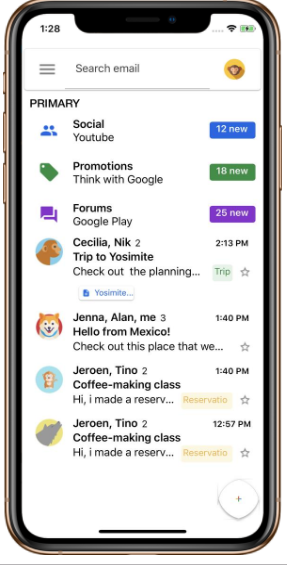 1:28
Search email
PRIMARY
Social
Youtube
12 new
Promotions
Think with Google
18 new
Forums
Google Play
25 new
Cecilia, Nik 2
2:13 PM
Trip to Yosimite
Check out the planning...
Trip
Yosimite...
Jenna, Alan, me 3
1:40 PM
Hello from Mexico!
Check out this place that we...
Jeroen, Tino 2
1:40 PM
Coffee-making class
Hi, i made a reserv...
Reservatio
Jeroen, Tino 2
12:57 PM
Coffee-making class
Hi, i made a reserv...
Reservatio
+